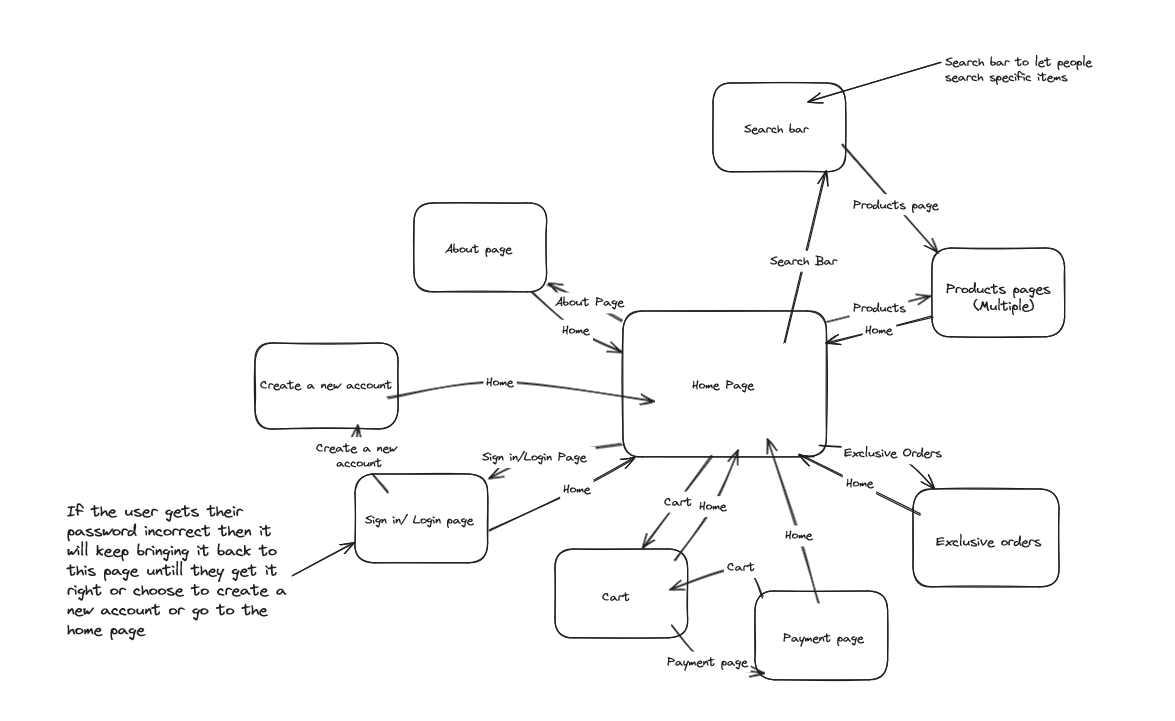 Search bar to let people
search specific items
Search bar
Products page
About page
Search Bar
Products pages
(Multiple)
About Page
Products
Home
Home
Create a new account
Home
Home Page
Create a new
account
Sign in/Login Page
Exclusive Orders
Home
Home
If the user gets their
password incorrect then it
will keep bringing it back to
this page untill they get it
right or choose to create a
new account or go to the
home page
Sign in/ Login page
Cart
Home
Home
Exclusive orders
Cart
Cart
Payment page
Payment page